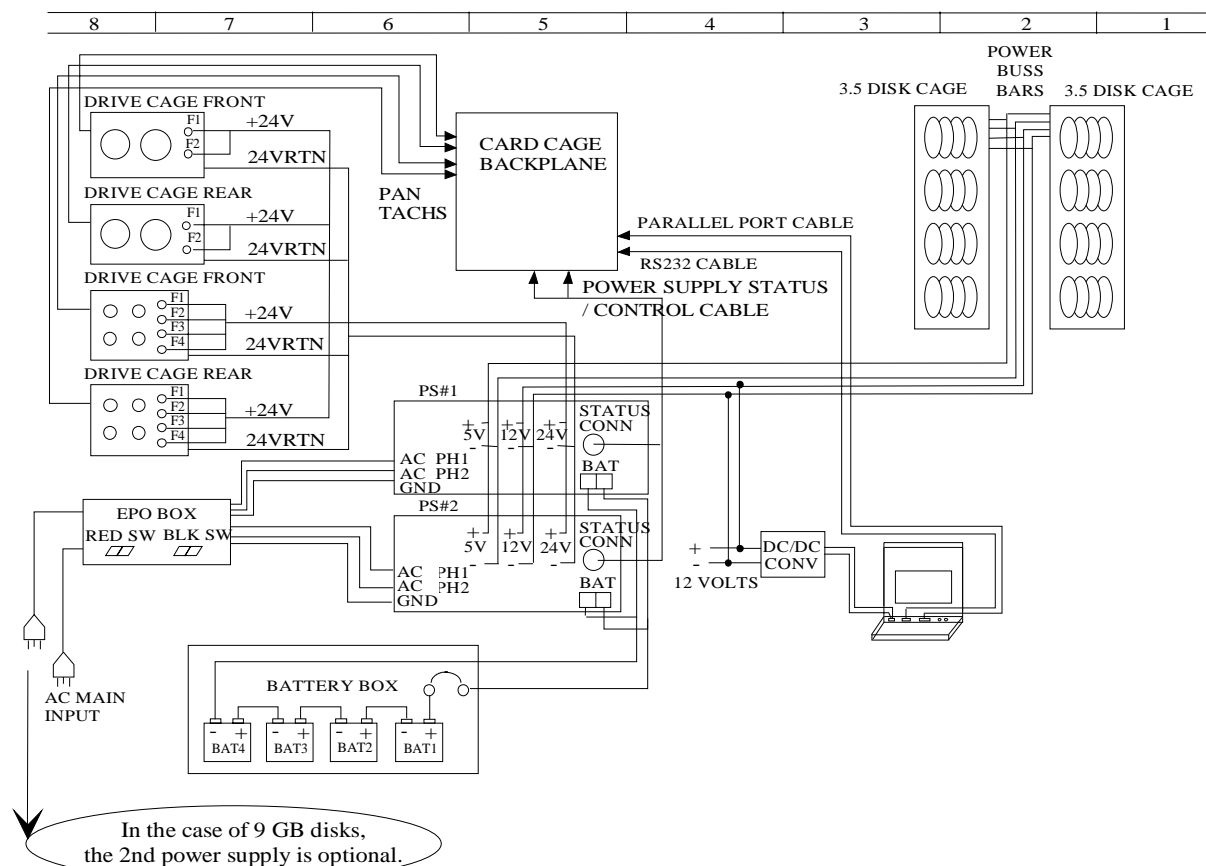 8 7 6 5 4 3 2 1
POWER
BUSS
BARS
3.5 DISK CAGE
3.5 DISK CAGE
DRIVE CAGE FRONT
F1
F2
+24V
24VRTN
DRIVE CAGE REAR
F1
F2
+24V
24VRTN
DRIVE CAGE FRONT
F1
F2
F3
F4
+24V
24VRTN
DRIVE CAGE REAR
F1
F2
F3
F4
+24V
24VRTN
PAN
TACHS
CARD CAGE
BACKPLANE
PARALLEL PORT CABLE
RS232 CABLE
POWER SUPPLY STATUS
/ CONTROL CABLE
PS#1
+ - + - + -
5V 12V 24V
- - -
STATUS
CONN
BAT
AC PH1
AC PH2
GND
PS#2
+ + +
5V 12V 24V
- - -
STATUS
CONN
BAT
AC PH1
AC PH2
GND
EPO BOX
RED SW BLK SW
+
-
12 VOLTS
DC/DC
CONV
AC MAIN
INPUT
BATTERY BOX
- + - + - + - +
BAT4 BAT3 BAT2 BAT1
In the case of 9 GB disks,
the 2nd power supply is optional.